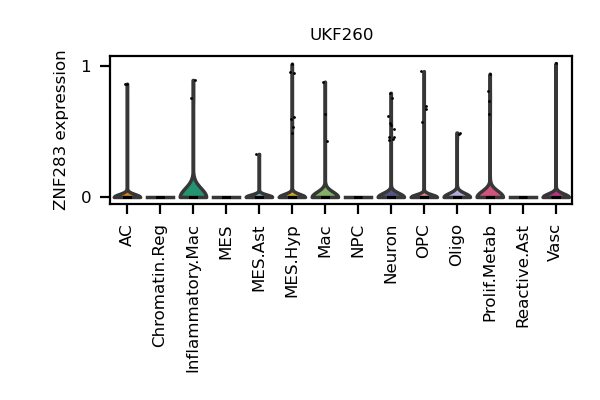 UKF260
ZNF283 expression
1
0
AC
Chromatin.Reg
Inflammatory.Mac
MES
MES.Ast
MES.Hyp
Mac
NPC
Neuron
OPC
Oligo
Prolif.Metab
Reactive.Ast
Vasc